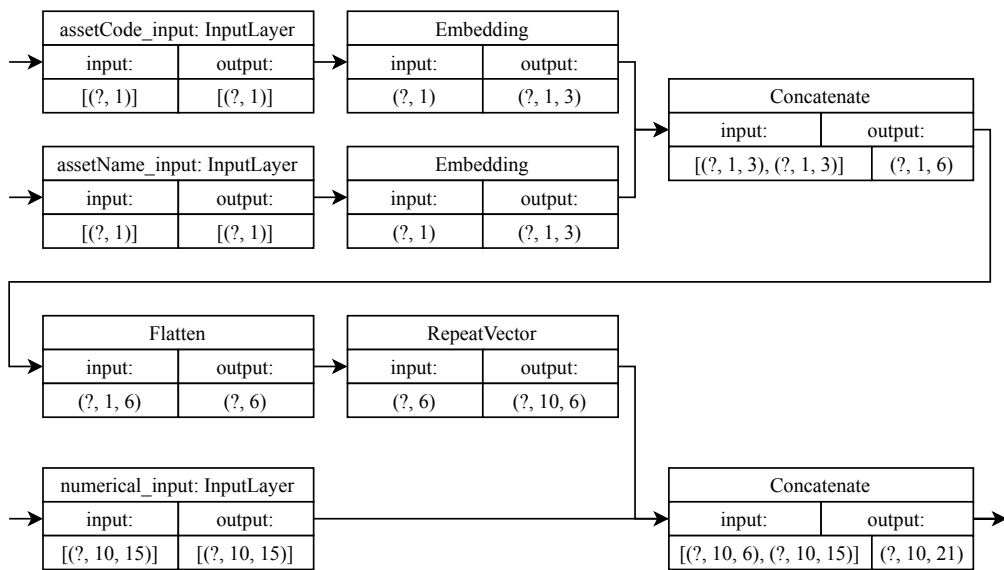 assetCode_input: InputLayer
input: output:
[(?, 1)] [(?, 1)]
Embedding
input: output:
(?, 1) (?, 1, 3)
assetName_input: InputLayer
input: output:
[(?, 1)] [(?, 1)]
Embedding
input: output:
(?, 1) (?, 1, 3)
Concatenate
input: output:
[(?, 1, 3), (?, 1, 3)] (?, 1, 6)
Flatten
input: output:
(?, 1, 6) (?, 6)
RepeatVector
input: output:
(?, 6) (?, 10, 6)
numerical_input: InputLayer
input: output:
[(?, 10, 15)] [(?, 10, 15)]
Concatenate
input: output:
[(?, 10, 6), (?, 10, 15)] (?, 10, 21)